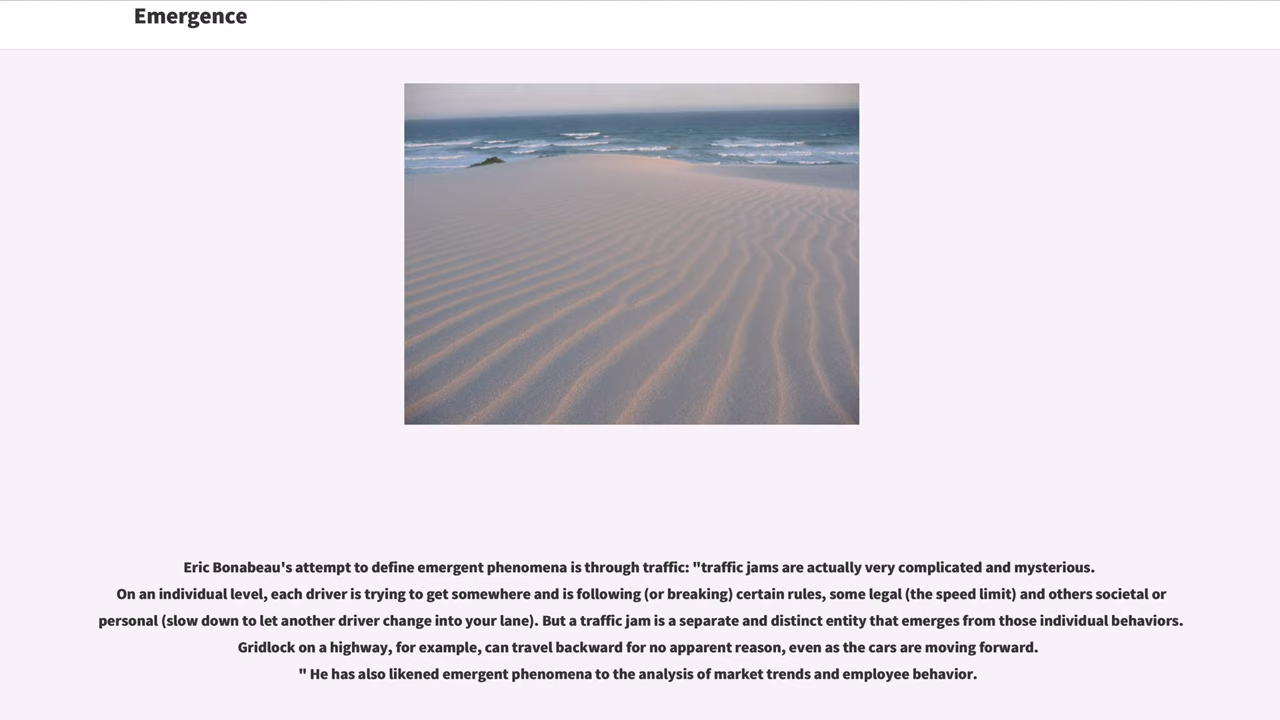 Emergence
Eric Bonabeau's attempt to define emergent phenomena is through traffic: "traffic jams are actually very complicated and mysterious.
On an individual level, each driver is trying to get somewhere and is following (or breaking) certain rules, some legal (the speed limit) and others societal or
personal (slow down to let another driver change into your lane). But a traffic jam is a separate and distinct entity that emerges from those individual behaviors.
Gridlock on a highway, for example, can travel backward for no apparent reason, even as the cars are moving forward.
" He has also likened emergent phenomena to the analysis of market trends and employee behavior.